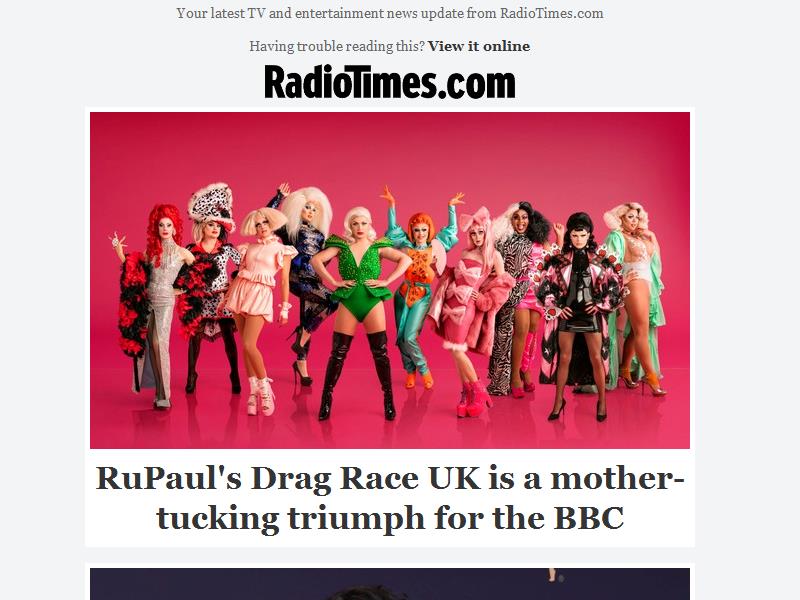 Your latest TV and entertainment news update from RadioTimes.com
Having trouble reading this? View it online
RadioTimes.com
RuPaul's Drag Race UK is a mother-
tucking triumph for the BBC